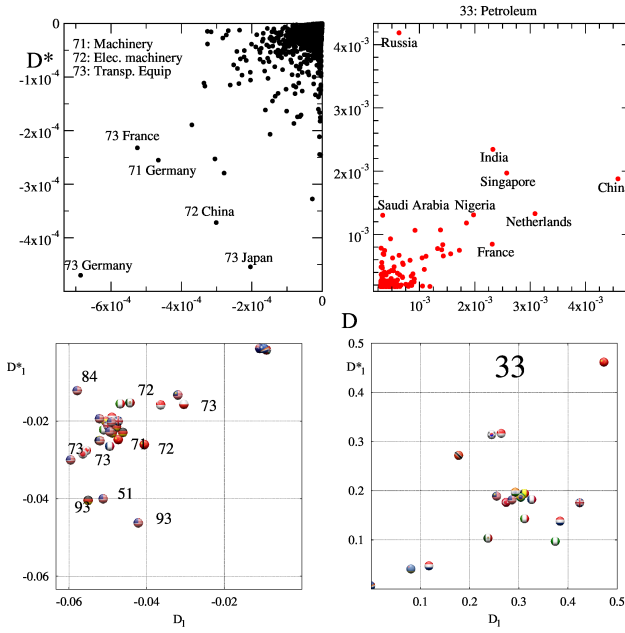 33: Petroleum
0
71: Machinery
72: Elec. machinery
73: Transp. Equip
D*
-1x10⁻⁴
-2x10⁻⁴
-3x10⁻⁴
-4x10⁻⁴
73 France
71 Germany
72 China
73 Japan
73 Germany
-6x10⁻⁴ -4x10⁻⁴ -2x10⁻⁴ 0
4x10⁻³
3x10⁻³
2x10⁻³
1x10⁻³
Russia
India
Singapore
China
Saudi Arabia Nigeria
Netherlands
France
1x10⁻³ 2x10⁻³ 3x10⁻³ 4x10⁻³
D
D*₁
-0.02
-0.04
-0.06
84
72
73
73
73
71
72
93
51
93
-0.06 -0.04 -0.02
D₁
0.5
D*₁
33
0.4
0.3
0.2
0.1
0.1 0.2 0.3 0.4 0.5
D₁